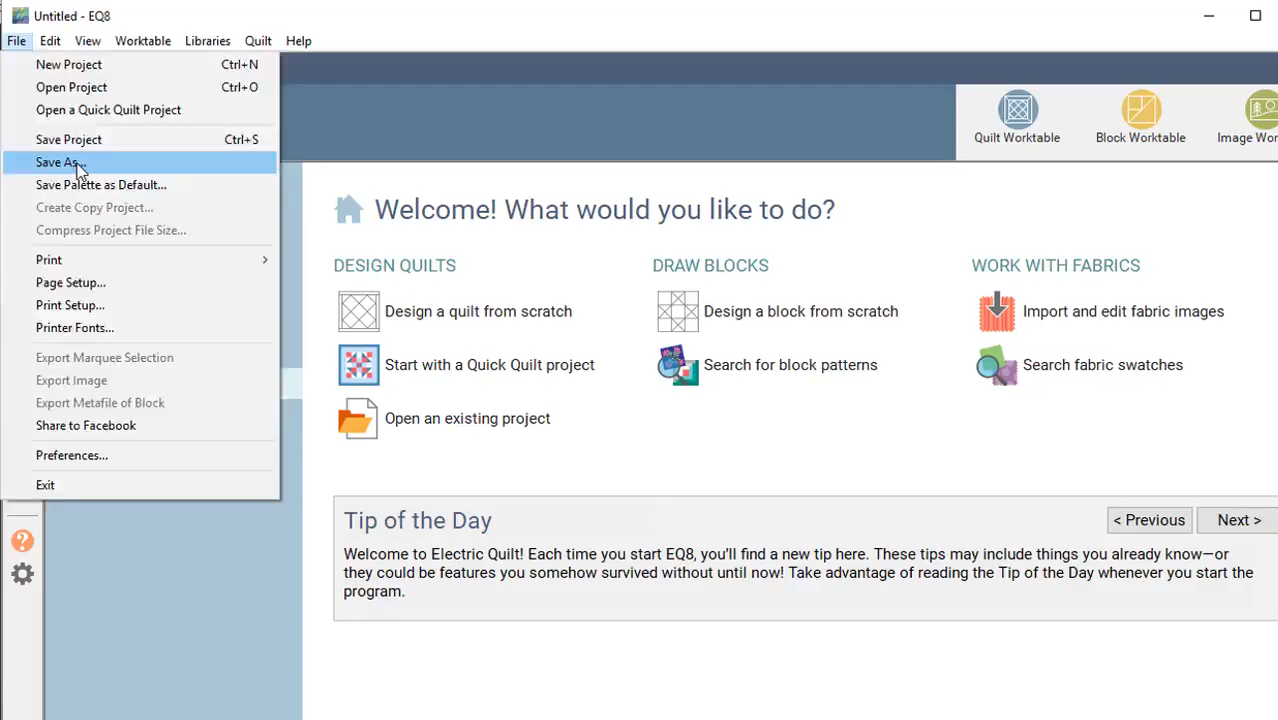 Untitled - EQ8
File Edit View Worktable Libraries Quilt Help
New Project Ctrl+N
Open Project Ctrl+O
Open a Quick Quilt Project
Save Project Ctrl+S
Save As...
Save Palette as Default...
Create Copy Project...
Compress Project File Size...
Print
Page Setup...
Print Setup...
Printer Fonts...
Export Marquee Selection
Export Image
Export Metafile of Block
Share to Facebook
Preferences...
Exit
Quilt Worktable
Block Worktable
Image Wor
Welcome! What would you like to do?
DESIGN QUILTS
Design a quilt from scratch
Start with a Quick Quilt project
Open an existing project
DRAW BLOCKS
Design a block from scratch
Search for block patterns
WORK WITH FABRICS
Import and edit fabric images
Search fabric swatches
Tip of the Day
< Previous
Next >
Welcome to Electric Quilt! Each time you start EQ8, you'll find a new tip here. These tips may include things you already know—or
they could be features you somehow survived without until now! Take advantage of reading the Tip of the Day whenever you start the
program.